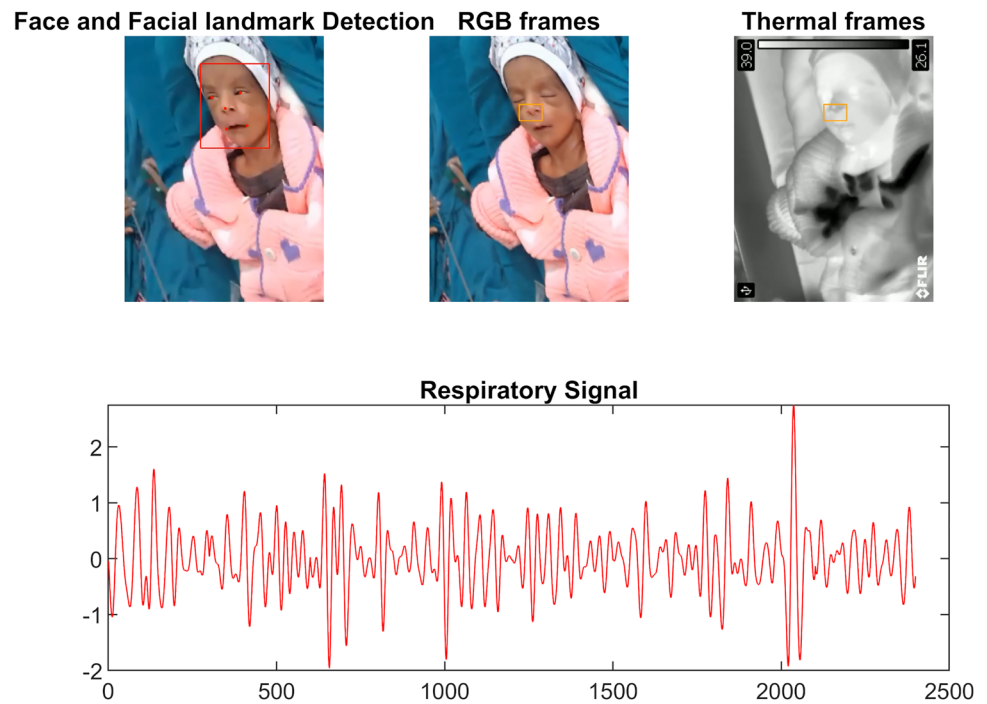 Face and Facial landmark Detection
RGB frames
Thermal frames
39.0
26.1
FLIR
Respiratory Signal
2
1
0
-1
-2
0
500
1000
1500
2000
2500